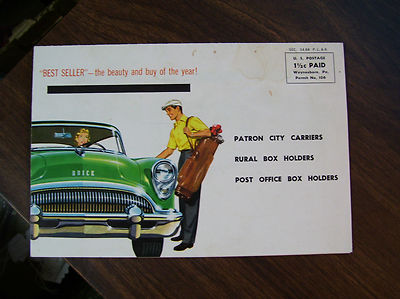 SEC. 34.66 P. L. & R.
U. S. POSTAGE
1½c PAID
Waynesboro, Pa.
Permit No. 106
"BEST SELLER"—the beauty and buy of the year!
PATRON CITY CARRIERS
RURAL BOX HOLDERS
POST OFFICE BOX HOLDERS
BUICK